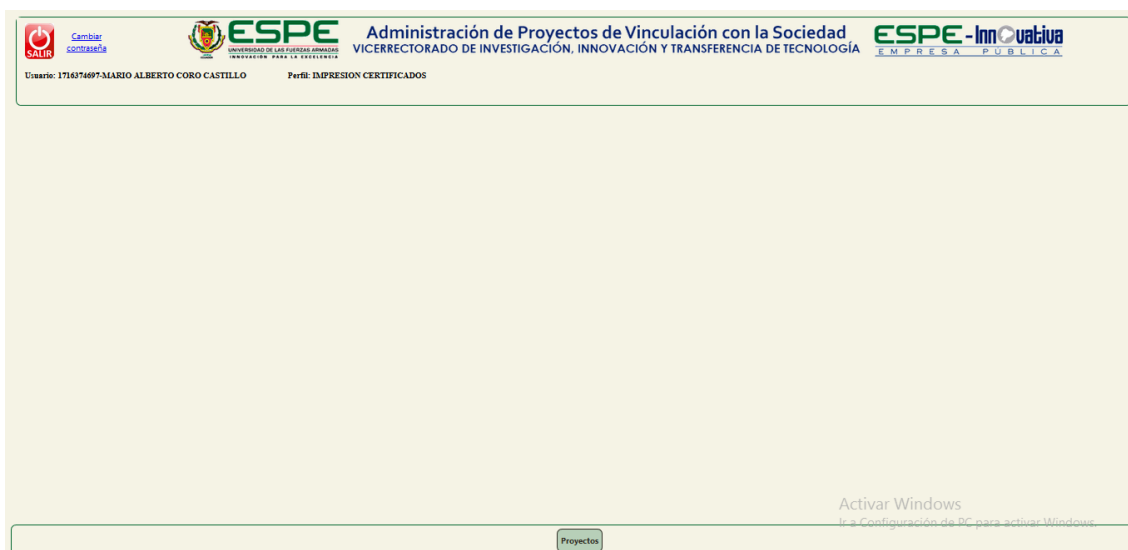 SALIR
Cambiar
contraseña
ESPE
UNIVERSIDAD DE LAS FUERZAS ARMADAS
INNOVACIÓN PARA LA EXCELENCIA
Administración de Proyectos de Vinculación con la Sociedad
VICERRECTORADO DE INVESTIGACIÓN, INNOVACIÓN Y TRANSFERENCIA DE TECNOLOGÍA
ESPE-Innovativa
EMPRESA PÚBLICA
Usuario: 1716374697-MARIO ALBERTO CORO CASTILLO
Perfil: IMPRESION CERTIFICADOS
Activar Windows
Ir a Configuración de PC para activar Windows.
Proyectos